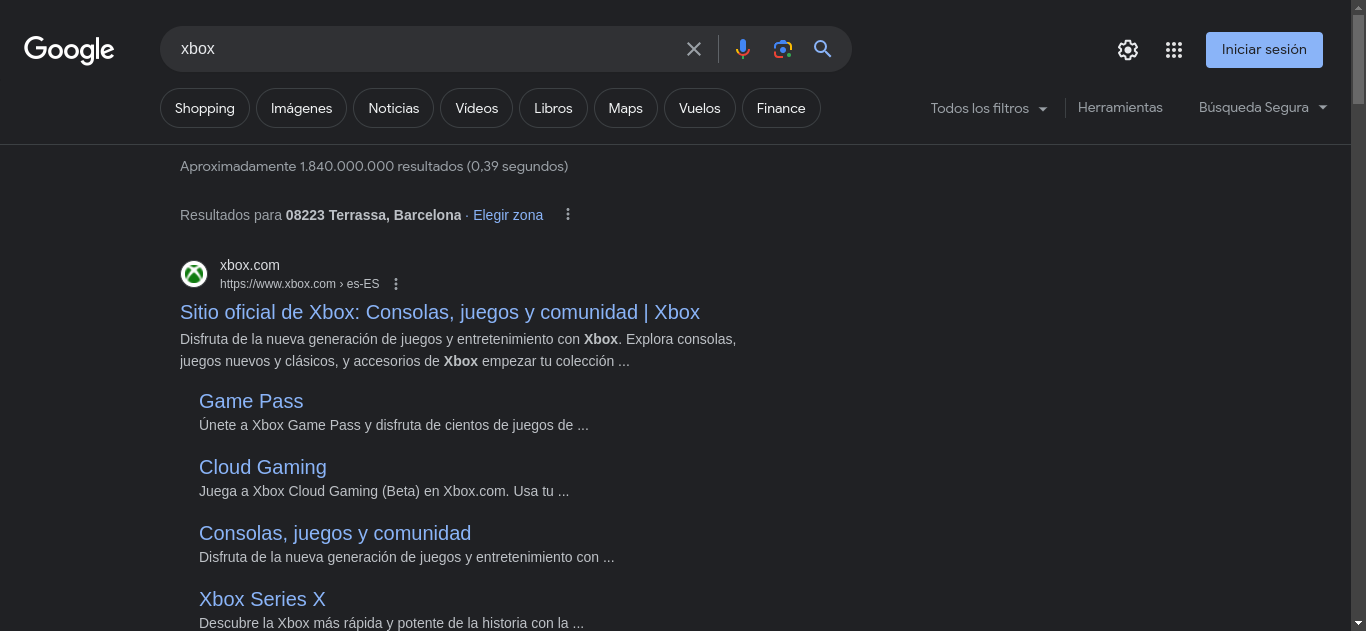 Google
xbox
Iniciar sesión
Shopping
Imágenes
Noticias
Vídeos
Libros
Maps
Vuelos
Finance
Todos los filtros
Herramientas
Búsqueda Segura
Aproximadamente 1.840.000.000 resultados (0,39 segundos)
Resultados para 08223 Terrassa, Barcelona · Elegir zona
xbox.com
https://www.xbox.com › es-ES
Sitio oficial de Xbox: Consolas, juegos y comunidad | Xbox
Disfruta de la nueva generación de juegos y entretenimiento con Xbox. Explora consolas,
juegos nuevos y clásicos, y accesorios de Xbox empezar tu colección ...
Game Pass
Únete a Xbox Game Pass y disfruta de cientos de juegos de ...
Cloud Gaming
Juega a Xbox Cloud Gaming (Beta) en Xbox.com. Usa tu ...
Consolas, juegos y comunidad
Disfruta de la nueva generación de juegos y entretenimiento con ...
Xbox Series X
Descubre la Xbox más rápida y potente de la historia con la ...